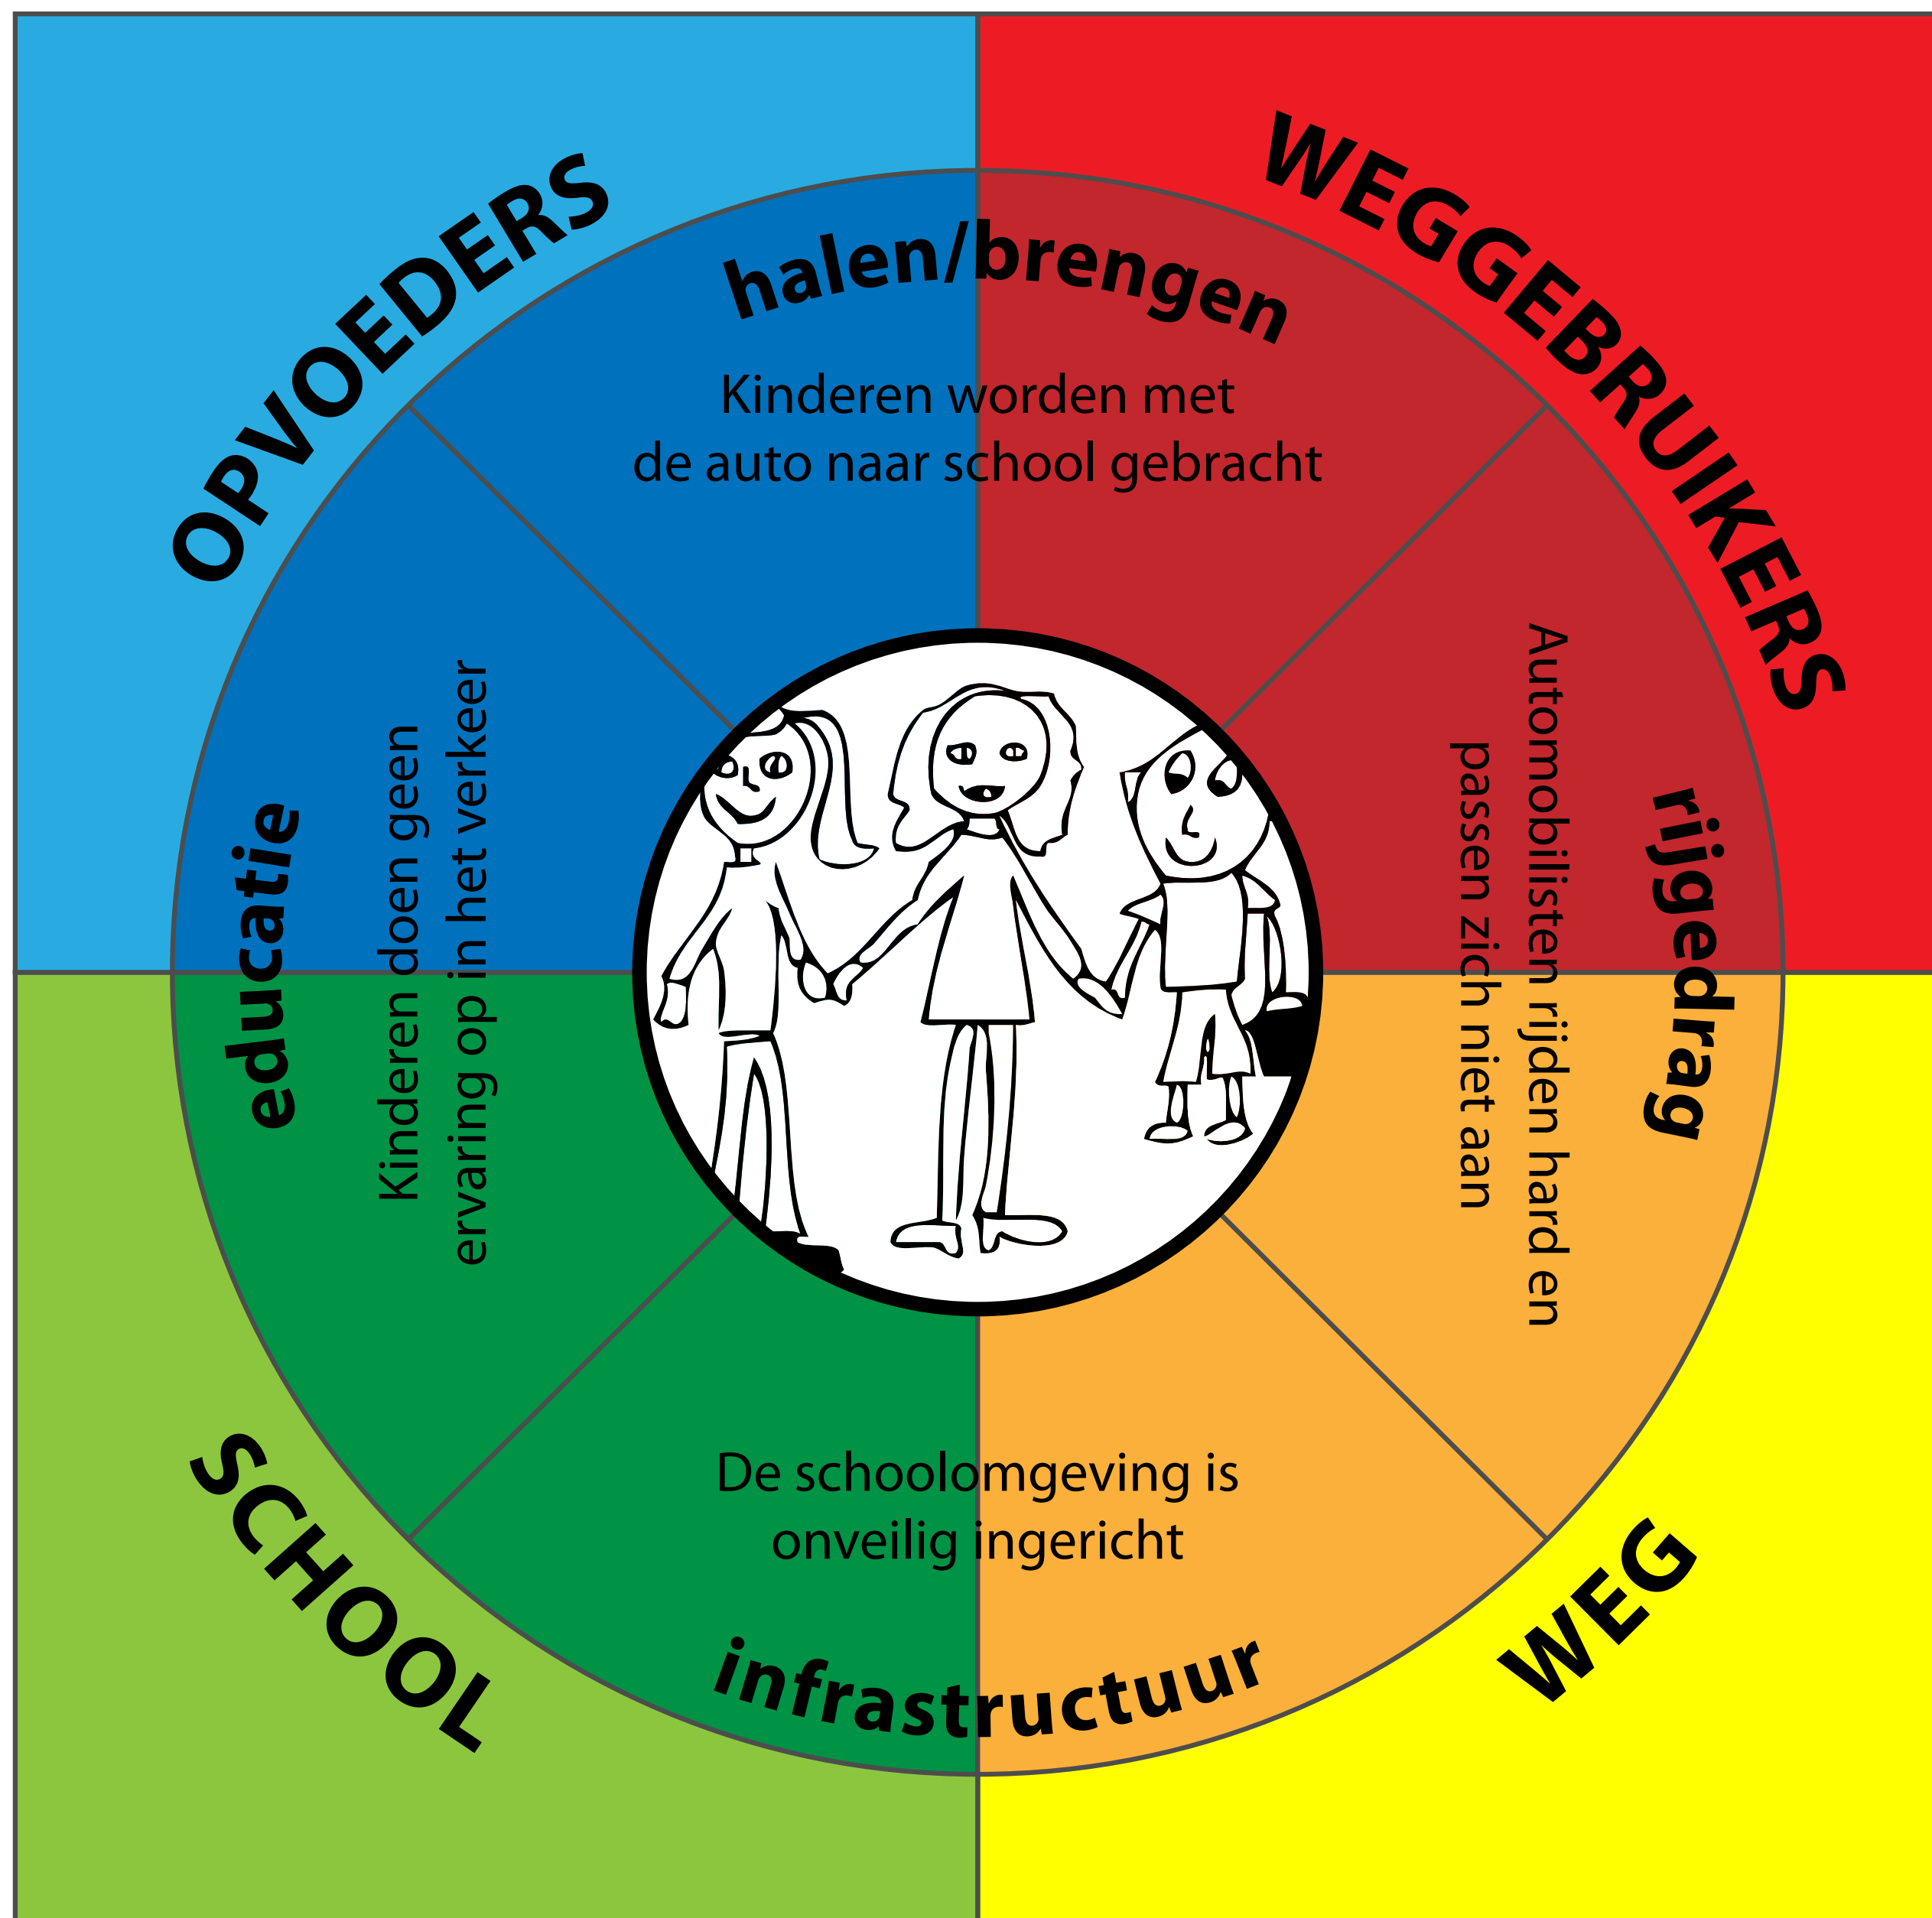 OPVOEDERS
WEGGEBRUIKERS
halen/brengen
Kinderen worden met
de auto naar school gebracht
educatie
Kinderen doen geen
ervaring op in het verkeer
rijgedrag
Automobilisten rijden hard en
passen zich niet aan
De schoolomgeving is
onveilig ingericht
infrastructuur
SCHOOL
WEG